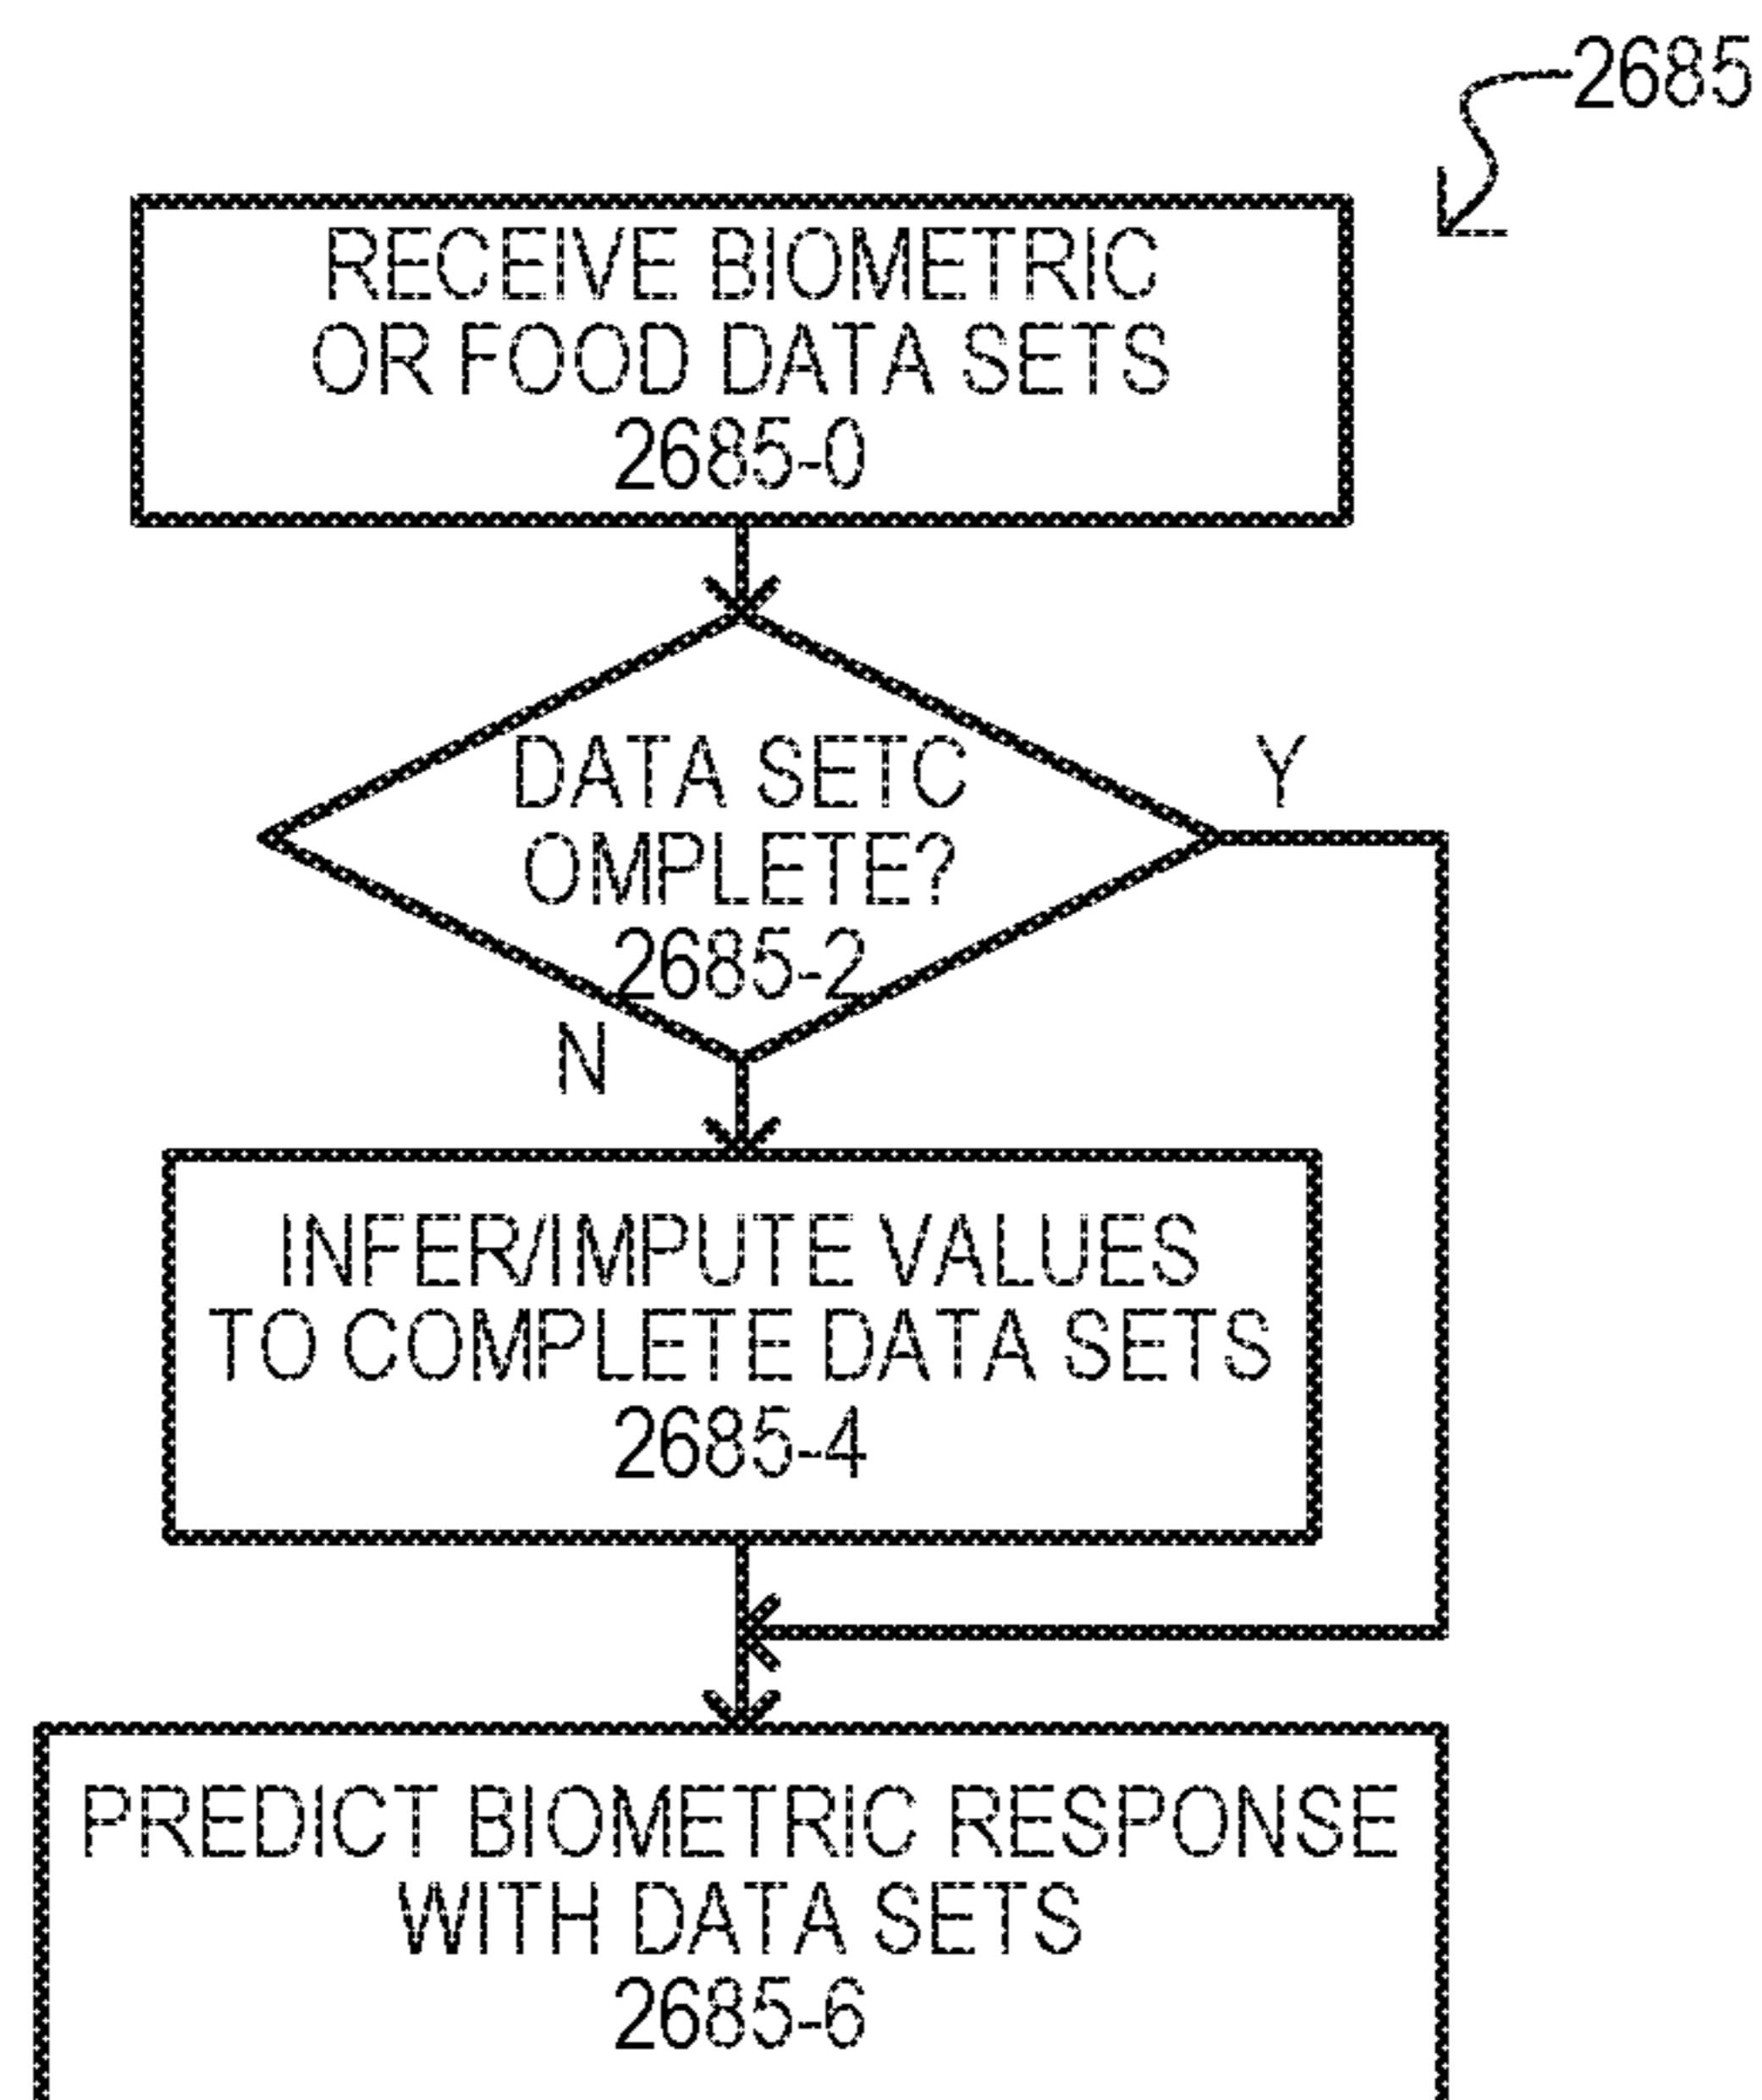 2685
RECEIVE BIOMETRIC
OR FOOD DATA SETS
2685-0
DATA SETC
OMPLETE?
2685-2
Y
N
INFER/IMPUTE VALUES
TO COMPLETE DATA SETS
2685-4
PREDICT BIOMETRIC RESPONSE
WITH DATA SETS
2685-6